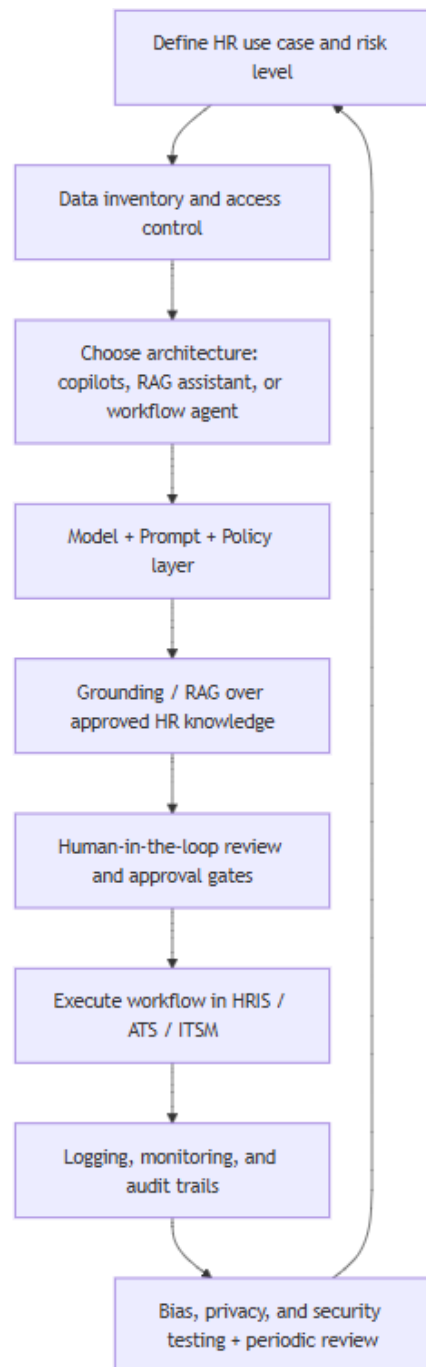 Define HR use case and risk
level
Data inventory and access
control
Choose architecture:
copilots, RAG assistant, or
workflow agent
Model + Prompt + Policy
layer
Grounding / RAG over
approved HR knowledge
Human-in-the-loop review
and approval gates
Execute workflow in HRIS /
ATS / ITSM
Logging, monitoring, and
audit trails
Bias, privacy, and security
testing + periodic review